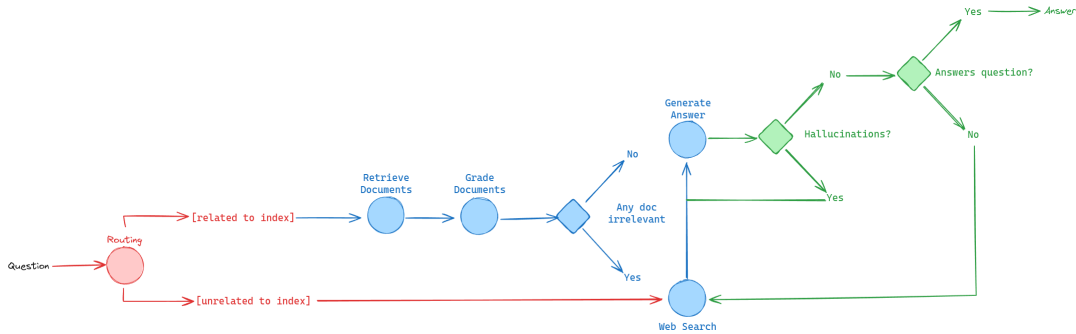 Yes
Answer
Answers question?
No
Generate
Answer
Hallucinations?
No
Yes
No
Retrieve
Documents
Grade
Documents
Any doc
irrelevant
Yes
[related to index]
Routing
Question
[unrelated to index]
Web Search